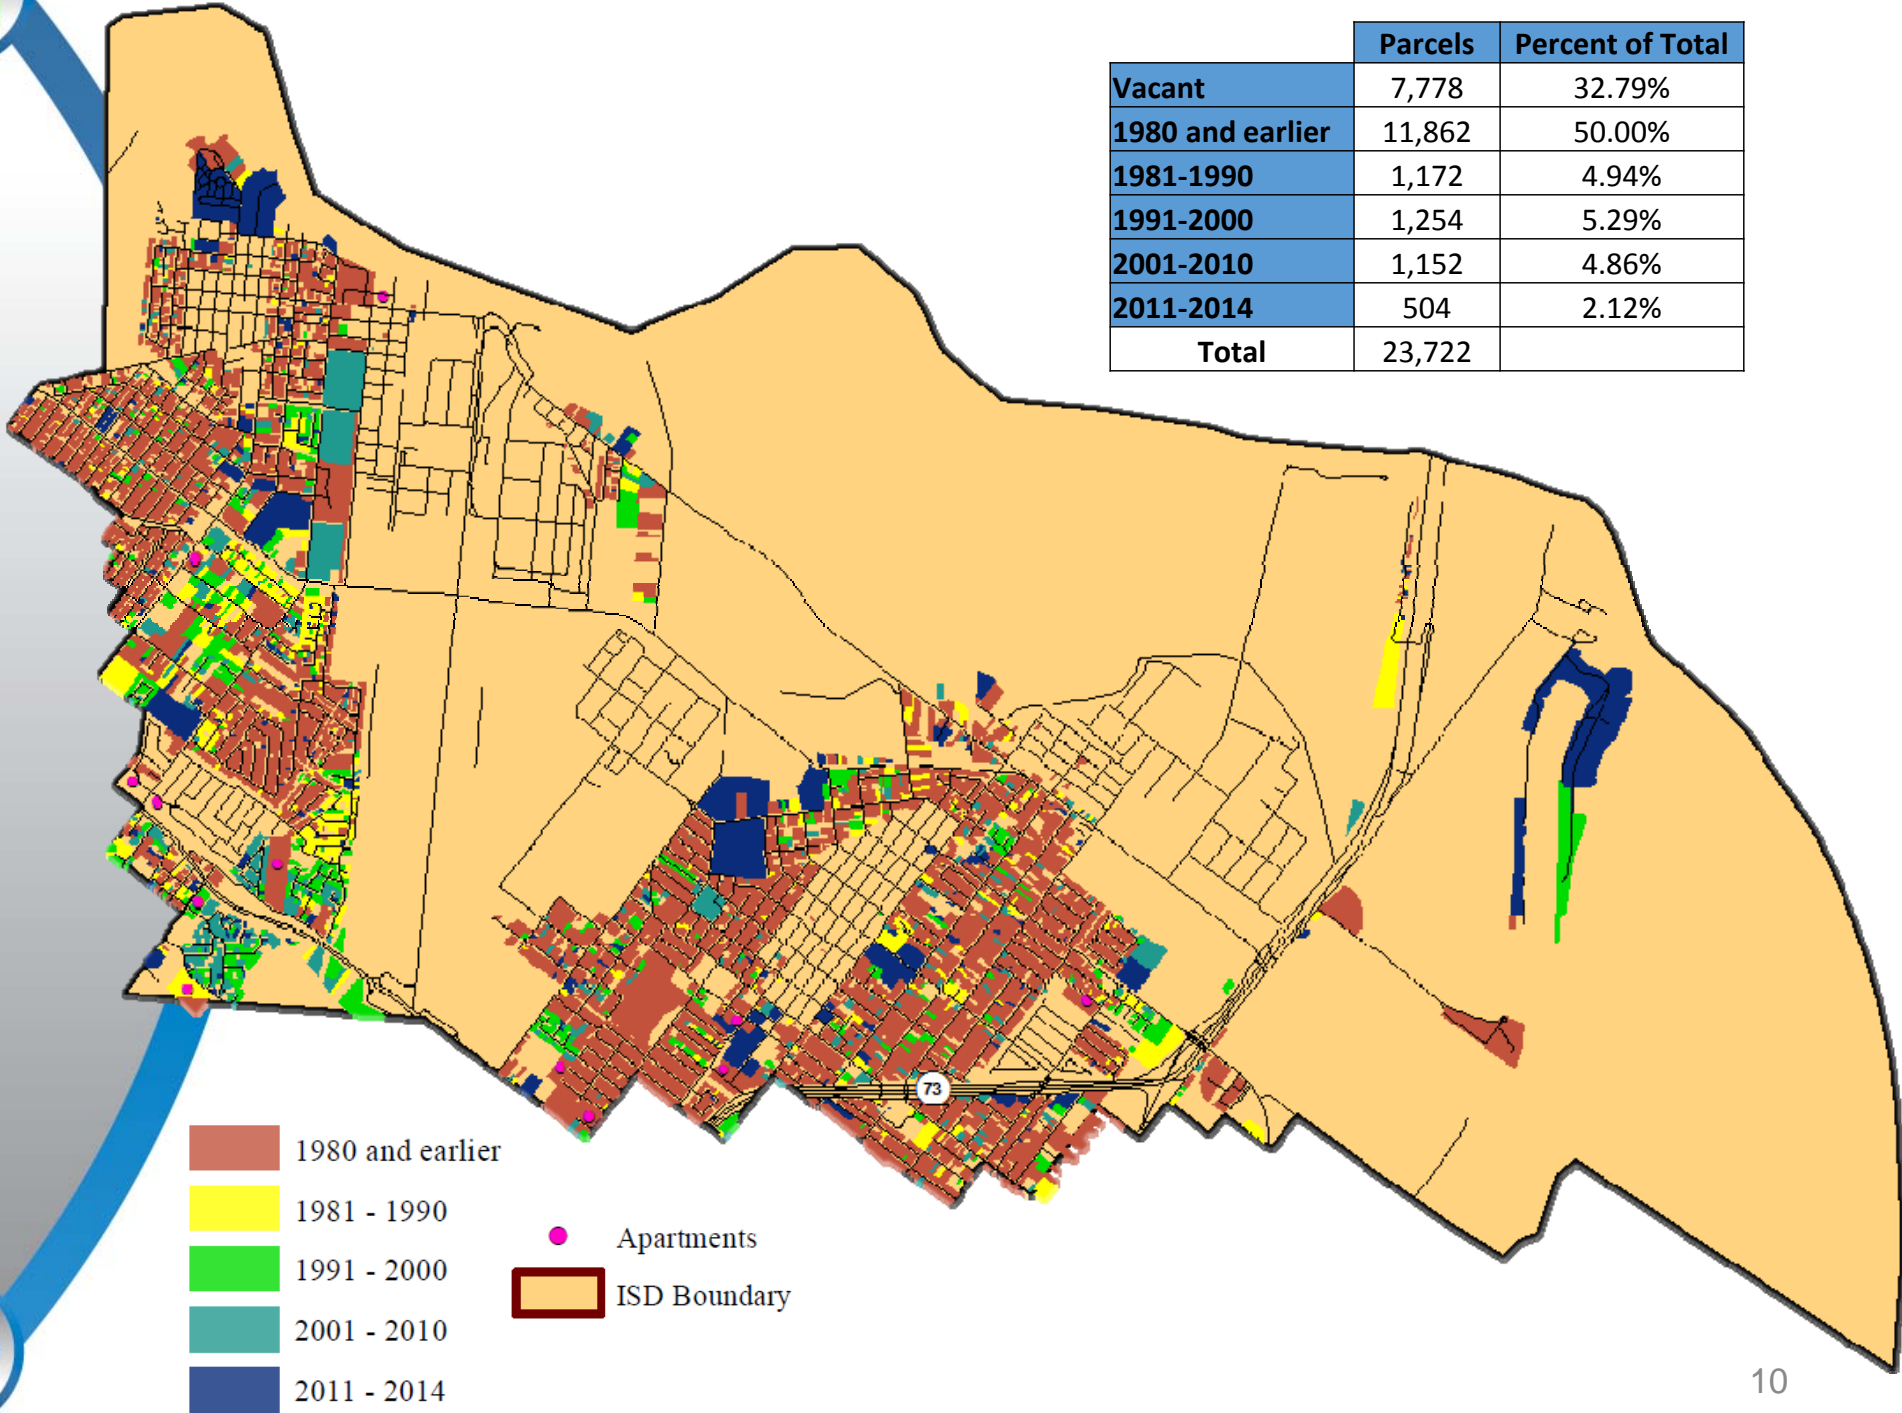 Parcels Percent of Total
Vacant 7,778 32.79%
1980 and earlier 11,862 50.00%
1981-1990 1,172 4.94%
1991-2000 1,254 5.29%
2001-2010 1,152 4.86%
2011-2014 504 2.12%
Total 23,722
73
1980 and earlier
1981 - 1990
1991 - 2000
2001 - 2010
2011 - 2014
Apartments
ISD Boundary
10